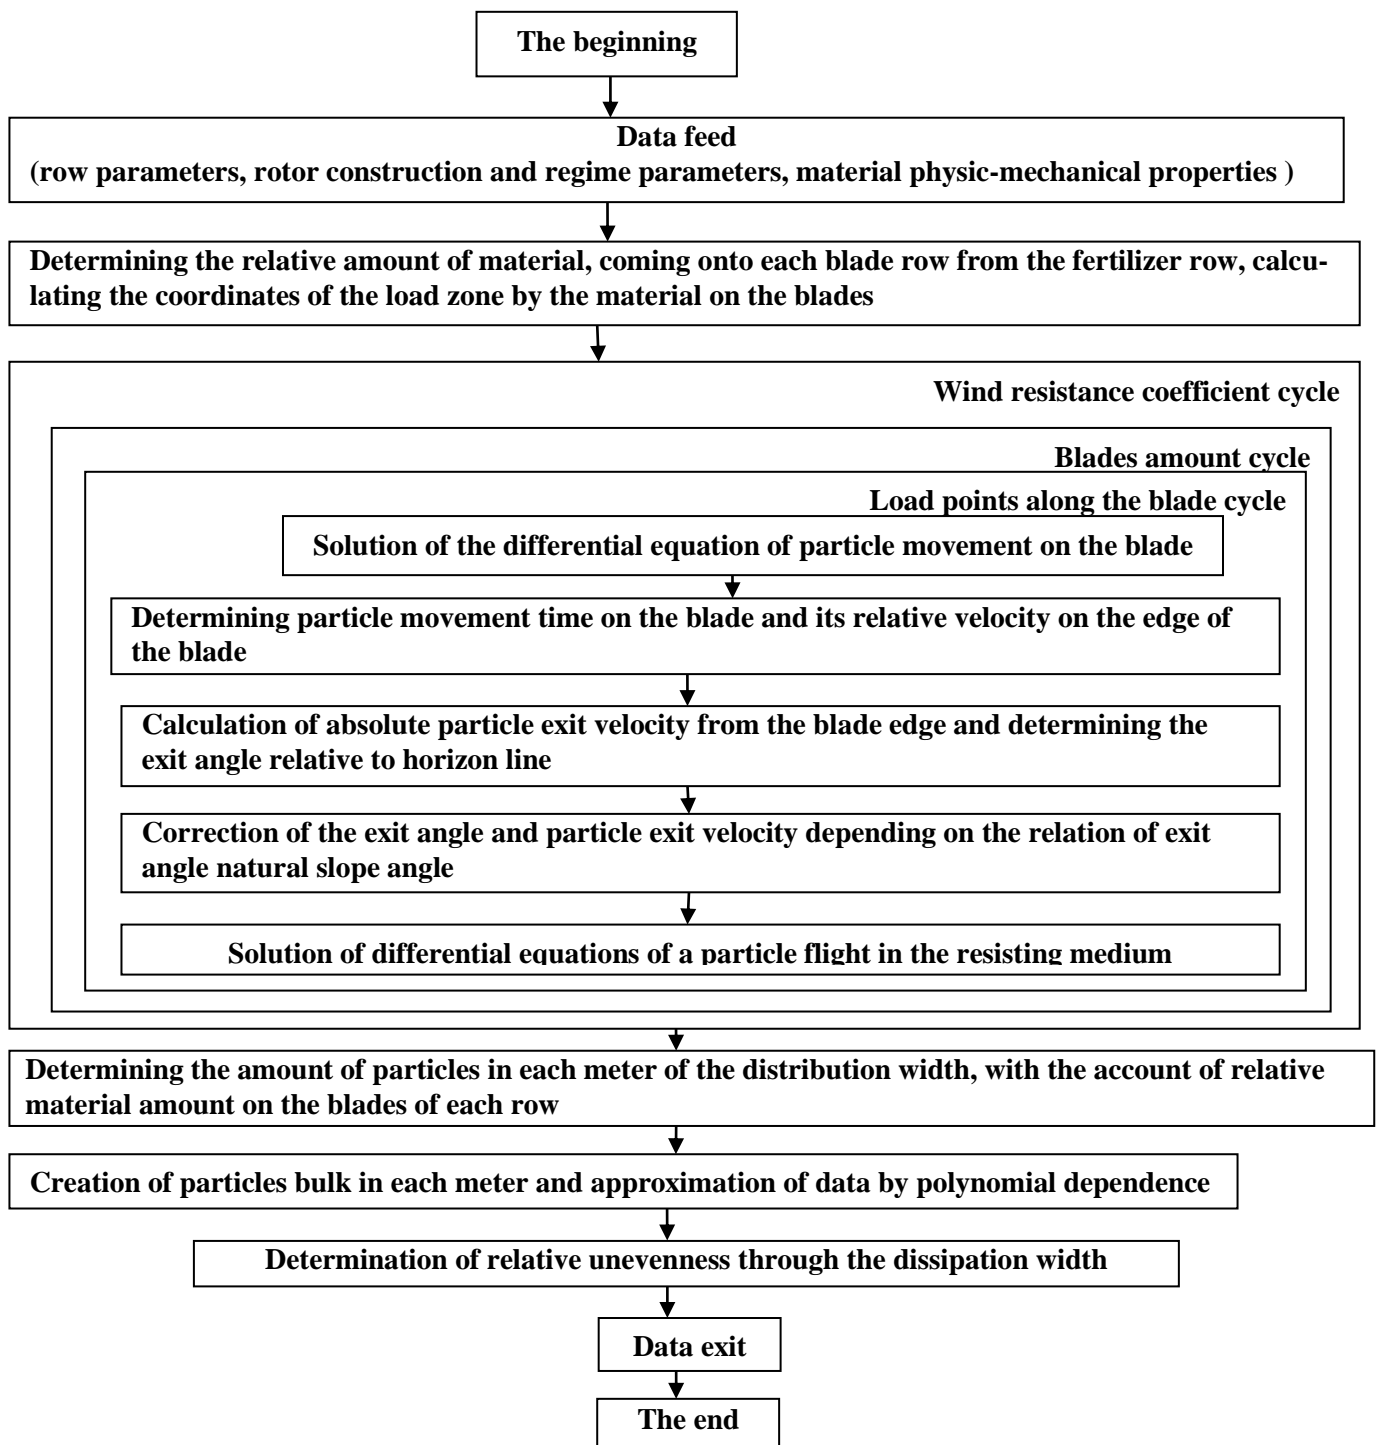 The beginning
Data feed
(row parameters, rotor construction and regime parameters, material physic-mechanical properties )
Determining the relative amount of material, coming onto each blade row from the fertilizer row, calcu-
lating the coordinates of the load zone by the material on the blades
Wind resistance coefficient cycle
Blades amount cycle
Load points along the blade cycle
Solution of the differential equation of particle movement on the blade
Determining particle movement time on the blade and its relative velocity on the edge of
the blade
Calculation of absolute particle exit velocity from the blade edge and determining the
exit angle relative to horizon line
Correction of the exit angle and particle exit velocity depending on the relation of exit
angle natural slope angle
Solution of differential equations of a particle flight in the resisting medium
Determining the amount of particles in each meter of the distribution width, with the account of relative
material amount on the blades of each row
Creation of particles bulk in each meter and approximation of data by polynomial dependence
Determination of relative unevenness through the dissipation width
Data exit
The end